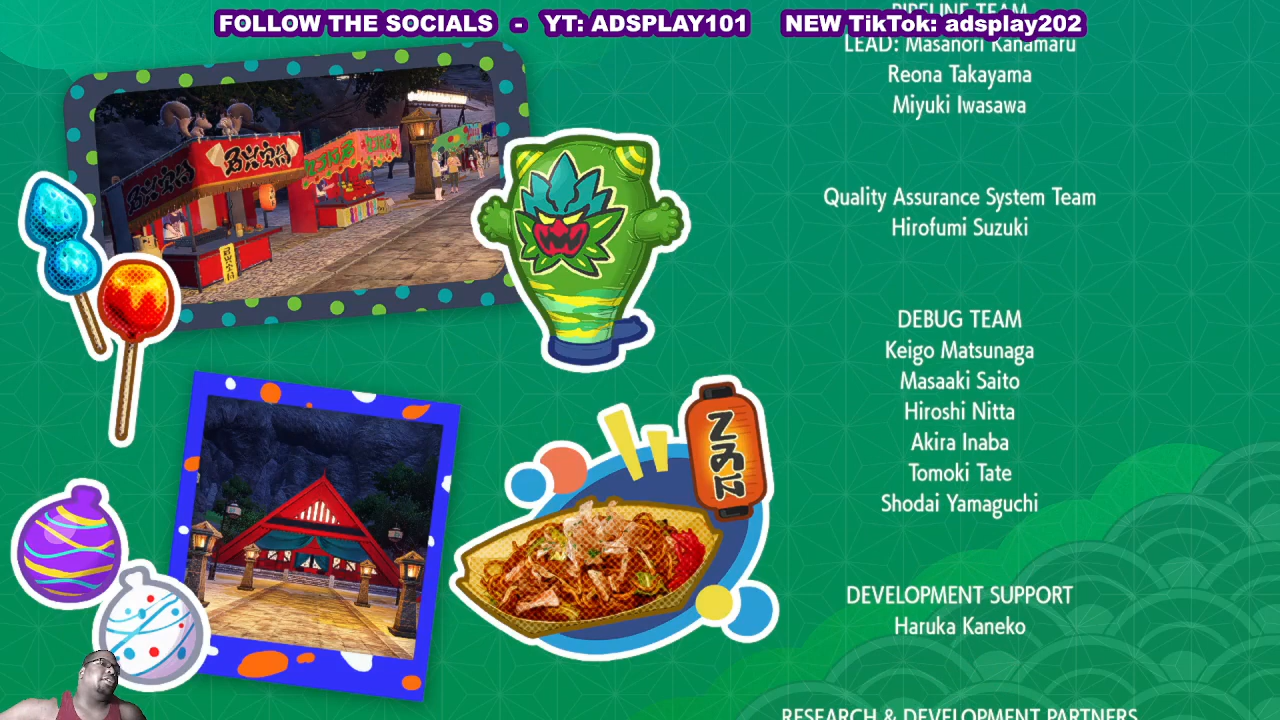 FOLLOW THE SOCIALS - YT: ADSPLAY101 NEW TikTok: adsplay202
PIPELINE TEAM
LEAD: Masanori Kanamaru
Reona Takayama
Miyuki Iwasawa
Quality Assurance System Team
Hirofumi Suzuki
DEBUG TEAM
Keigo Matsunaga
Masaaki Saito
Hiroshi Nitta
Akira Inaba
Tomoki Tate
Shodai Yamaguchi
DEVELOPMENT SUPPORT
Haruka Kaneko
RESEARCH & DEVELOPMENT PARTNERS